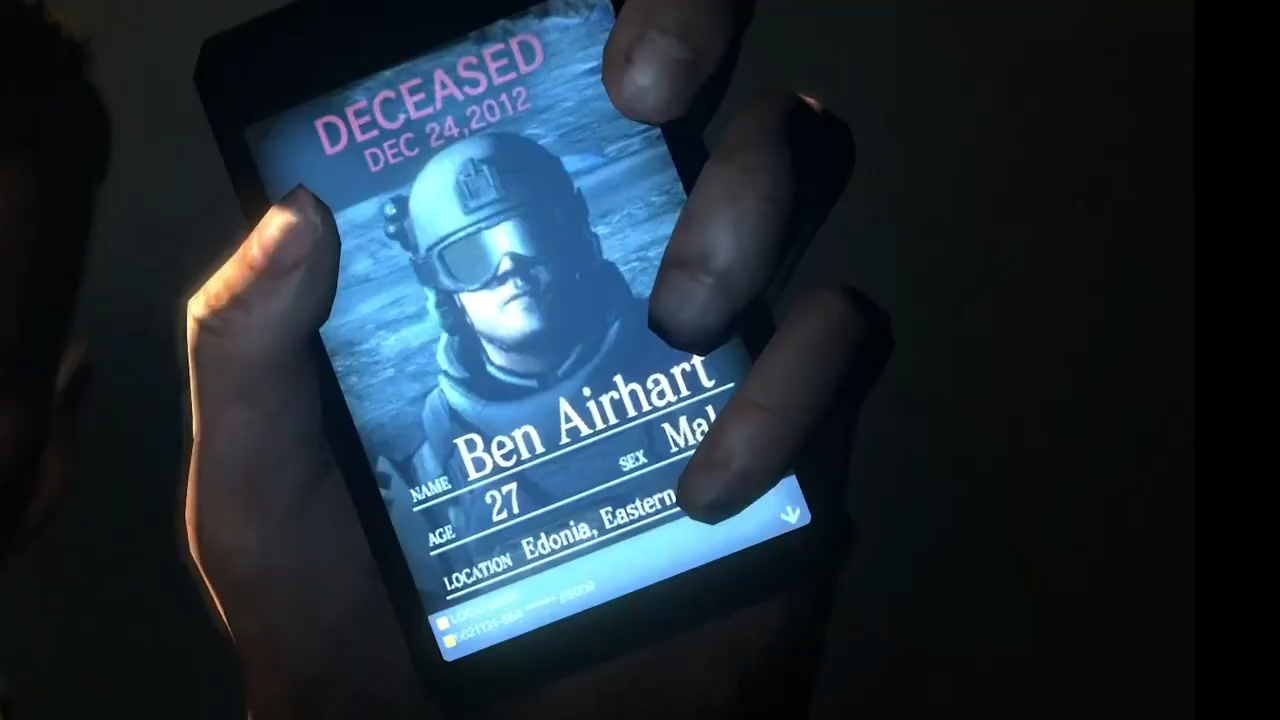 DECEASED
DEC 24,2012
NAME Ben Airhart
AGE 27 SEX
LOCATION Edonia, Eastern